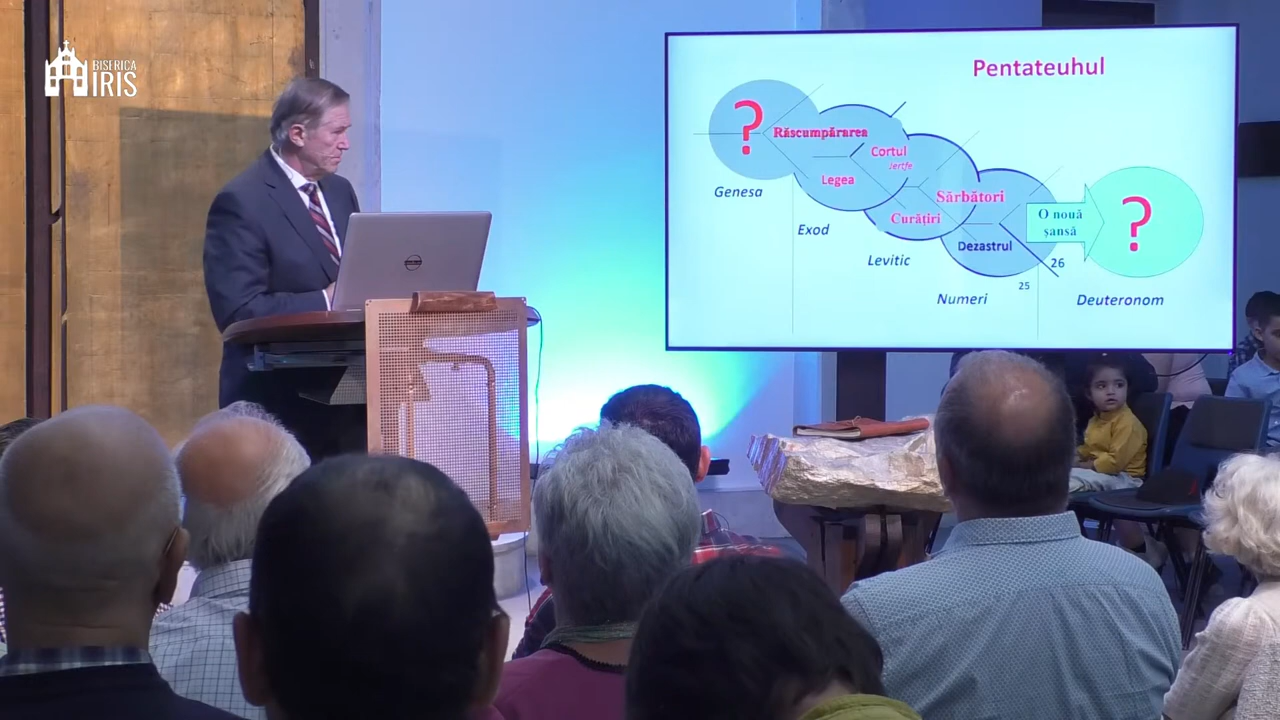 BISERICA
IRIS
Pentateuhul
?
Răscumpărarea
Cortul
Jertfe
Legea
Genesa
Sărbători
Curățiri
O nouă
șansă
?
Exod
Dezastrul
Levitic
26
25
Numeri
Deuteronom